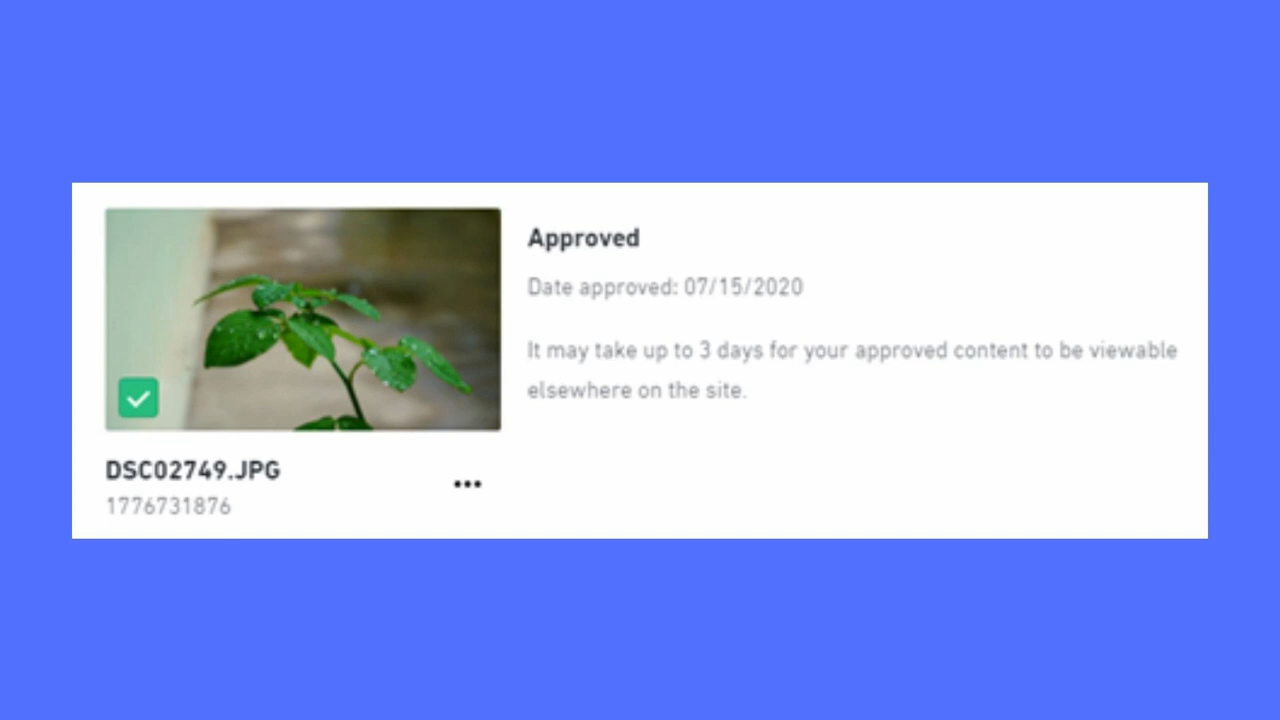 Approved
Date approved: 07/15/2020
It may take up to 3 days for your approved content to be viewable
elsewhere on the site.
DSC02749.JPG
1776731876